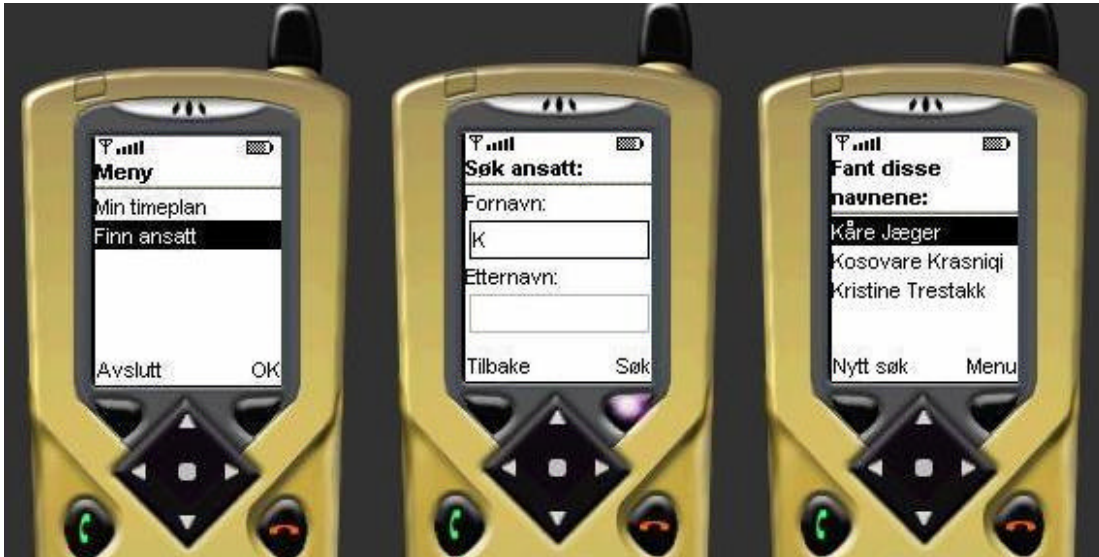 Meny
Min timeplan
Finn ansatt
Avslutt OK
Søk ansatt:
Fornavn:
K
Etternavn:
Tilbake Søk
Fant disse
navnene:
Kåre Jæger
Kosovare Krasniqi
Kristine Trestakk
Nytt søk Menu